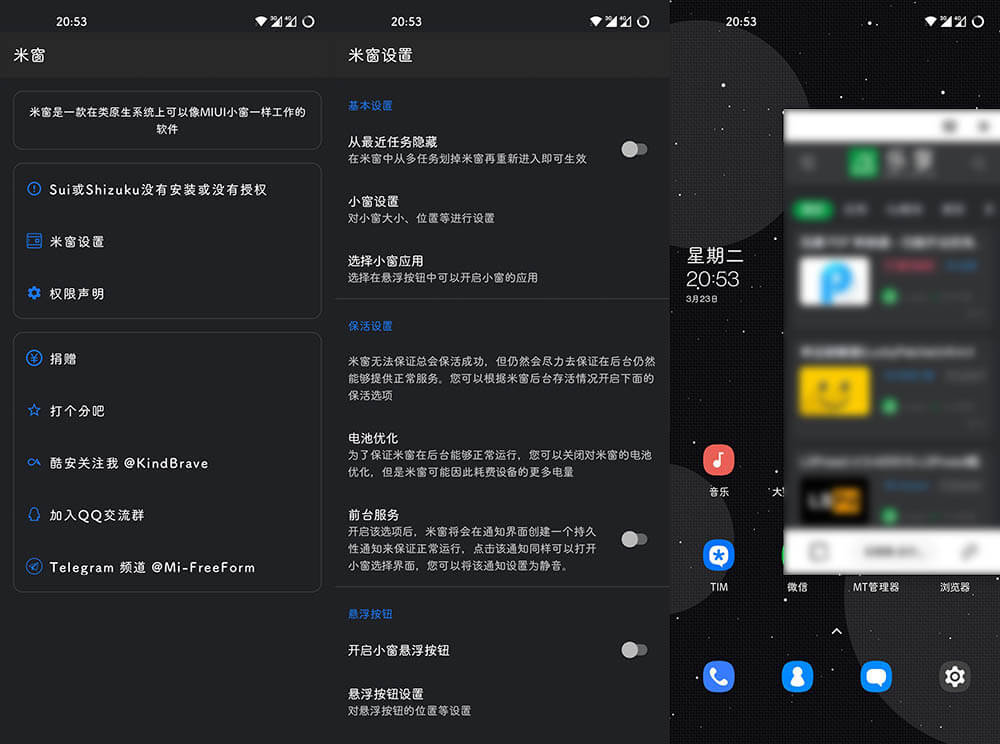 20:53
3G
4G
米窗
米窗是一款在类原生系统上可以像MIUI小窗一样工作的
软件
Sui或Shizuku没有安装或没有授权
米窗设置
权限声明
捐赠
打个分吧
酷安关注我 @KindBrave
加入QQ交流群
Telegram 频道 @Mi-FreeForm
20:53
3G
4G
米窗设置
基本设置
从最近任务隐藏
在米窗中从多任务划掉米窗再重新进入即可生效
小窗设置
对小窗大小、位置等进行设置
选择小窗应用
选择在悬浮按钮中可以开启小窗的应用
保活设置
米窗无法保证总会保活成功，但仍然会尽力去保证在后台仍然
能够提供正常服务。您可以根据米窗后台存活情况开启下面的
保活选项
电池优化
为了保证米窗在后台能够正常运行，您可以关闭对米窗的电池
优化，但是米窗可能因此耗费设备的更多电量
前台服务
开启该选项后，米窗将会在通知界面创建一个持久
性通知来保证正常运行，点击该通知同样可以打开
小窗选择界面，您可以将该通知设置为静音。
悬浮按钮
开启小窗悬浮按钮
悬浮按钮设置
对悬浮按钮的位置等设置
20:53
3G
4G
星期二
20:53
3月23日
音乐
TIM
微信
MT管理器
浏览器